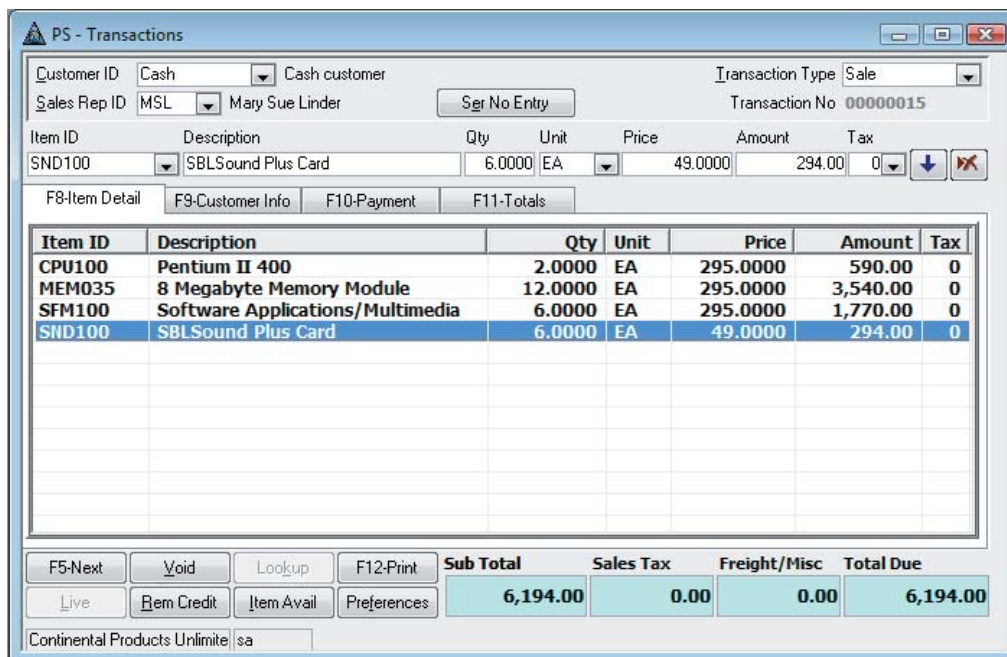 PS - Transactions
Customer ID Cash Cash customer Transaction Type Sale
Sales Rep ID MSL Mary Sue Linder Ser No Entry Transaction No 00000015
Item ID Description Qty Unit Price Amount Tax
SND100 SBLSound Plus Card 6.0000 EA 49.0000 294.00 0
F8-Item Detail F9-Customer Info F10-Payment F11-Totals
Item ID Description Qty Unit Price Amount Tax
CPU100 Pentium II 400 2.0000 EA 295.0000 590.00 0
MEM035 8 Megabyte Memory Module 12.0000 EA 295.0000 3,540.00 0
SFM100 Software Applications/Multimedia 6.0000 EA 295.0000 1,770.00 0
SND100 SBLSound Plus Card 6.0000 EA 49.0000 294.00 0
F5-Next Void Lookup F12-Print Sub Total Sales Tax Freight/Misc Total Due
Live Rem Credit Item Avail Preferences 6,194.00 0.00 0.00 6,194.00
Continental Products Unlimite sa